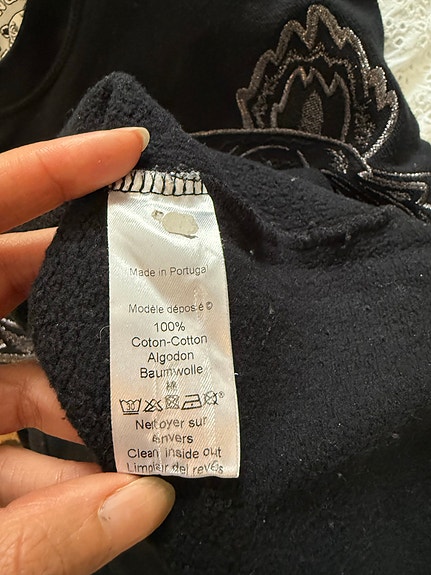 Made in Portugal
Modèle déposé ©
100%
Coton-Cotton
Algodon
Baumwolle
30
Nettoyer sur
envers
Clean inside out
Limpiar del revés